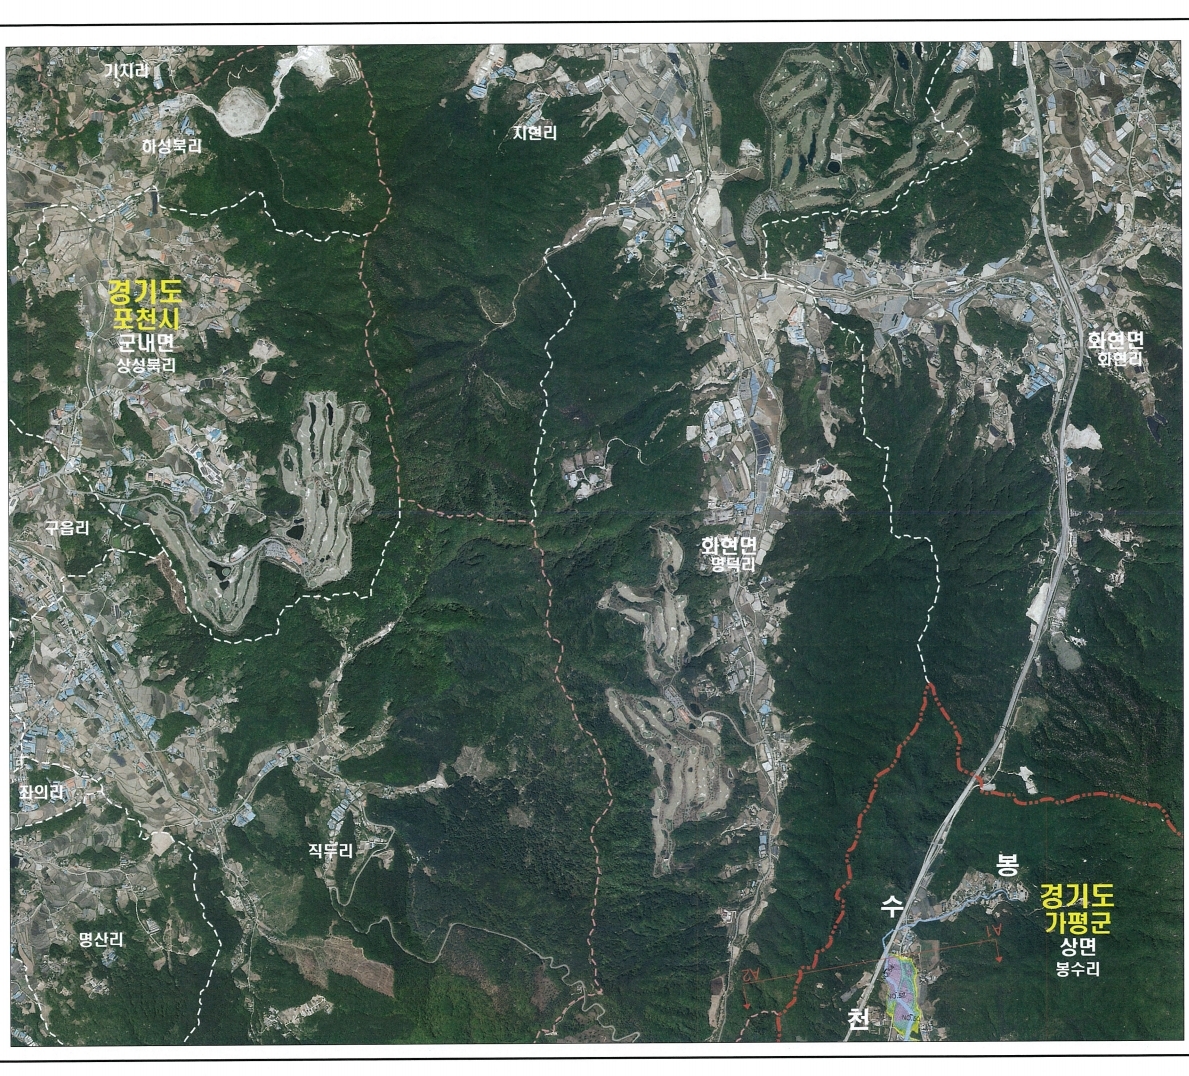 기지리
하성북리
지현리
경기도
포천시
군내면
상성북리
화현면
화현리
구읍리
화현면
명덕리
좌의리
직두리
봉
수
천
경기도
가평군
상면
봉수리
명산리
A1
A2